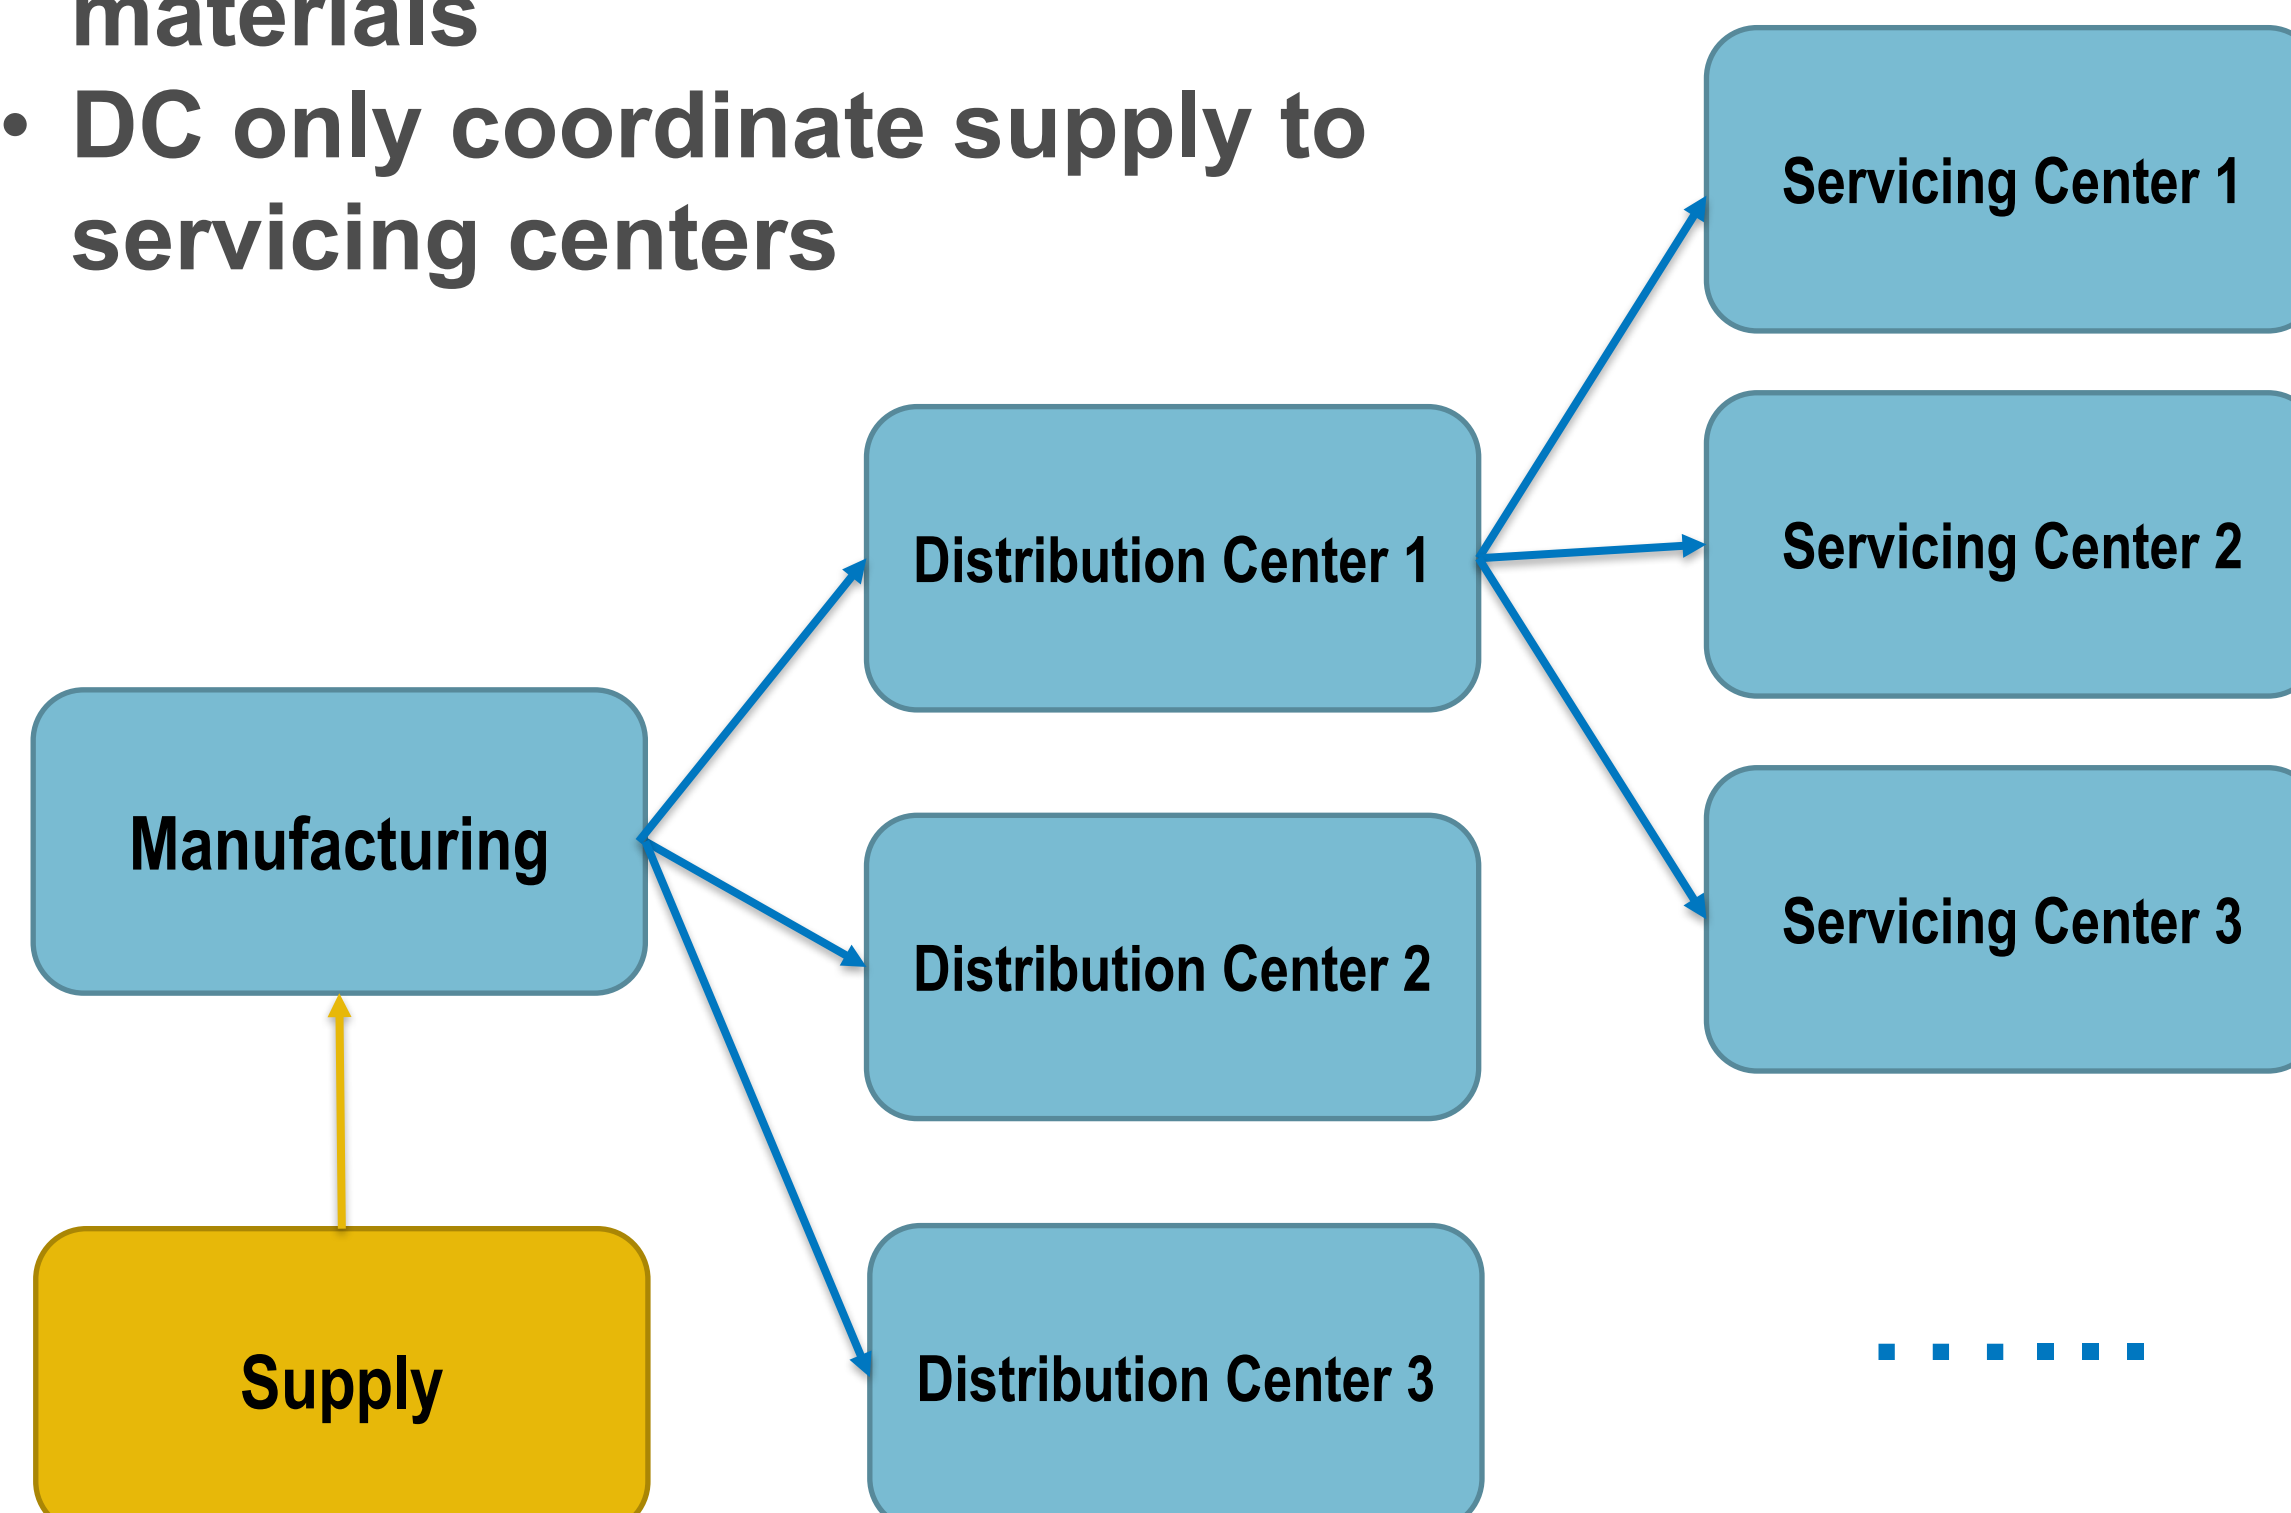 materials
• DC only coordinate supply to
servicing centers
Servicing Center 1
Distribution Center 1
Servicing Center 2
Manufacturing
Distribution Center 2
Servicing Center 3
Supply
Distribution Center 3